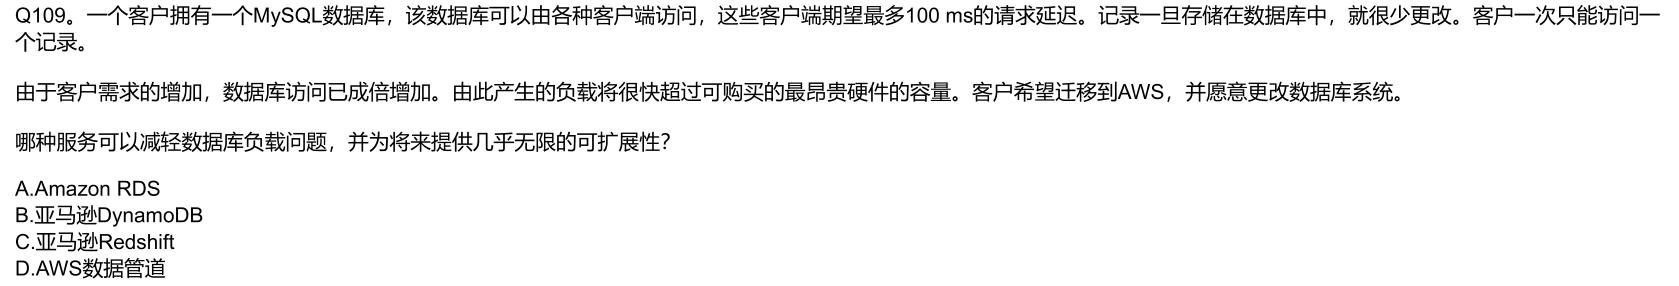 Q109。一个客户拥有一个MySQL数据库，该数据库可以由各种客户端访问，这些客户端期望最多100 ms的请求延迟。记录一旦存储在数据库中，就很少更改。客户一次只能访问一
个记录。
由于客户需求的增加，数据库访问已成倍增加。由此产生的负载将很快超过可购买的最昂贵硬件的容量。客户希望迁移到AWS，并愿意更改数据库系统。
哪种服务可以减轻数据库负载问题，并为将来提供几乎无限的可扩展性？
A.Amazon RDS
B.亚马逊DynamoDB
C.亚马逊Redshift
D.AWS数据管道